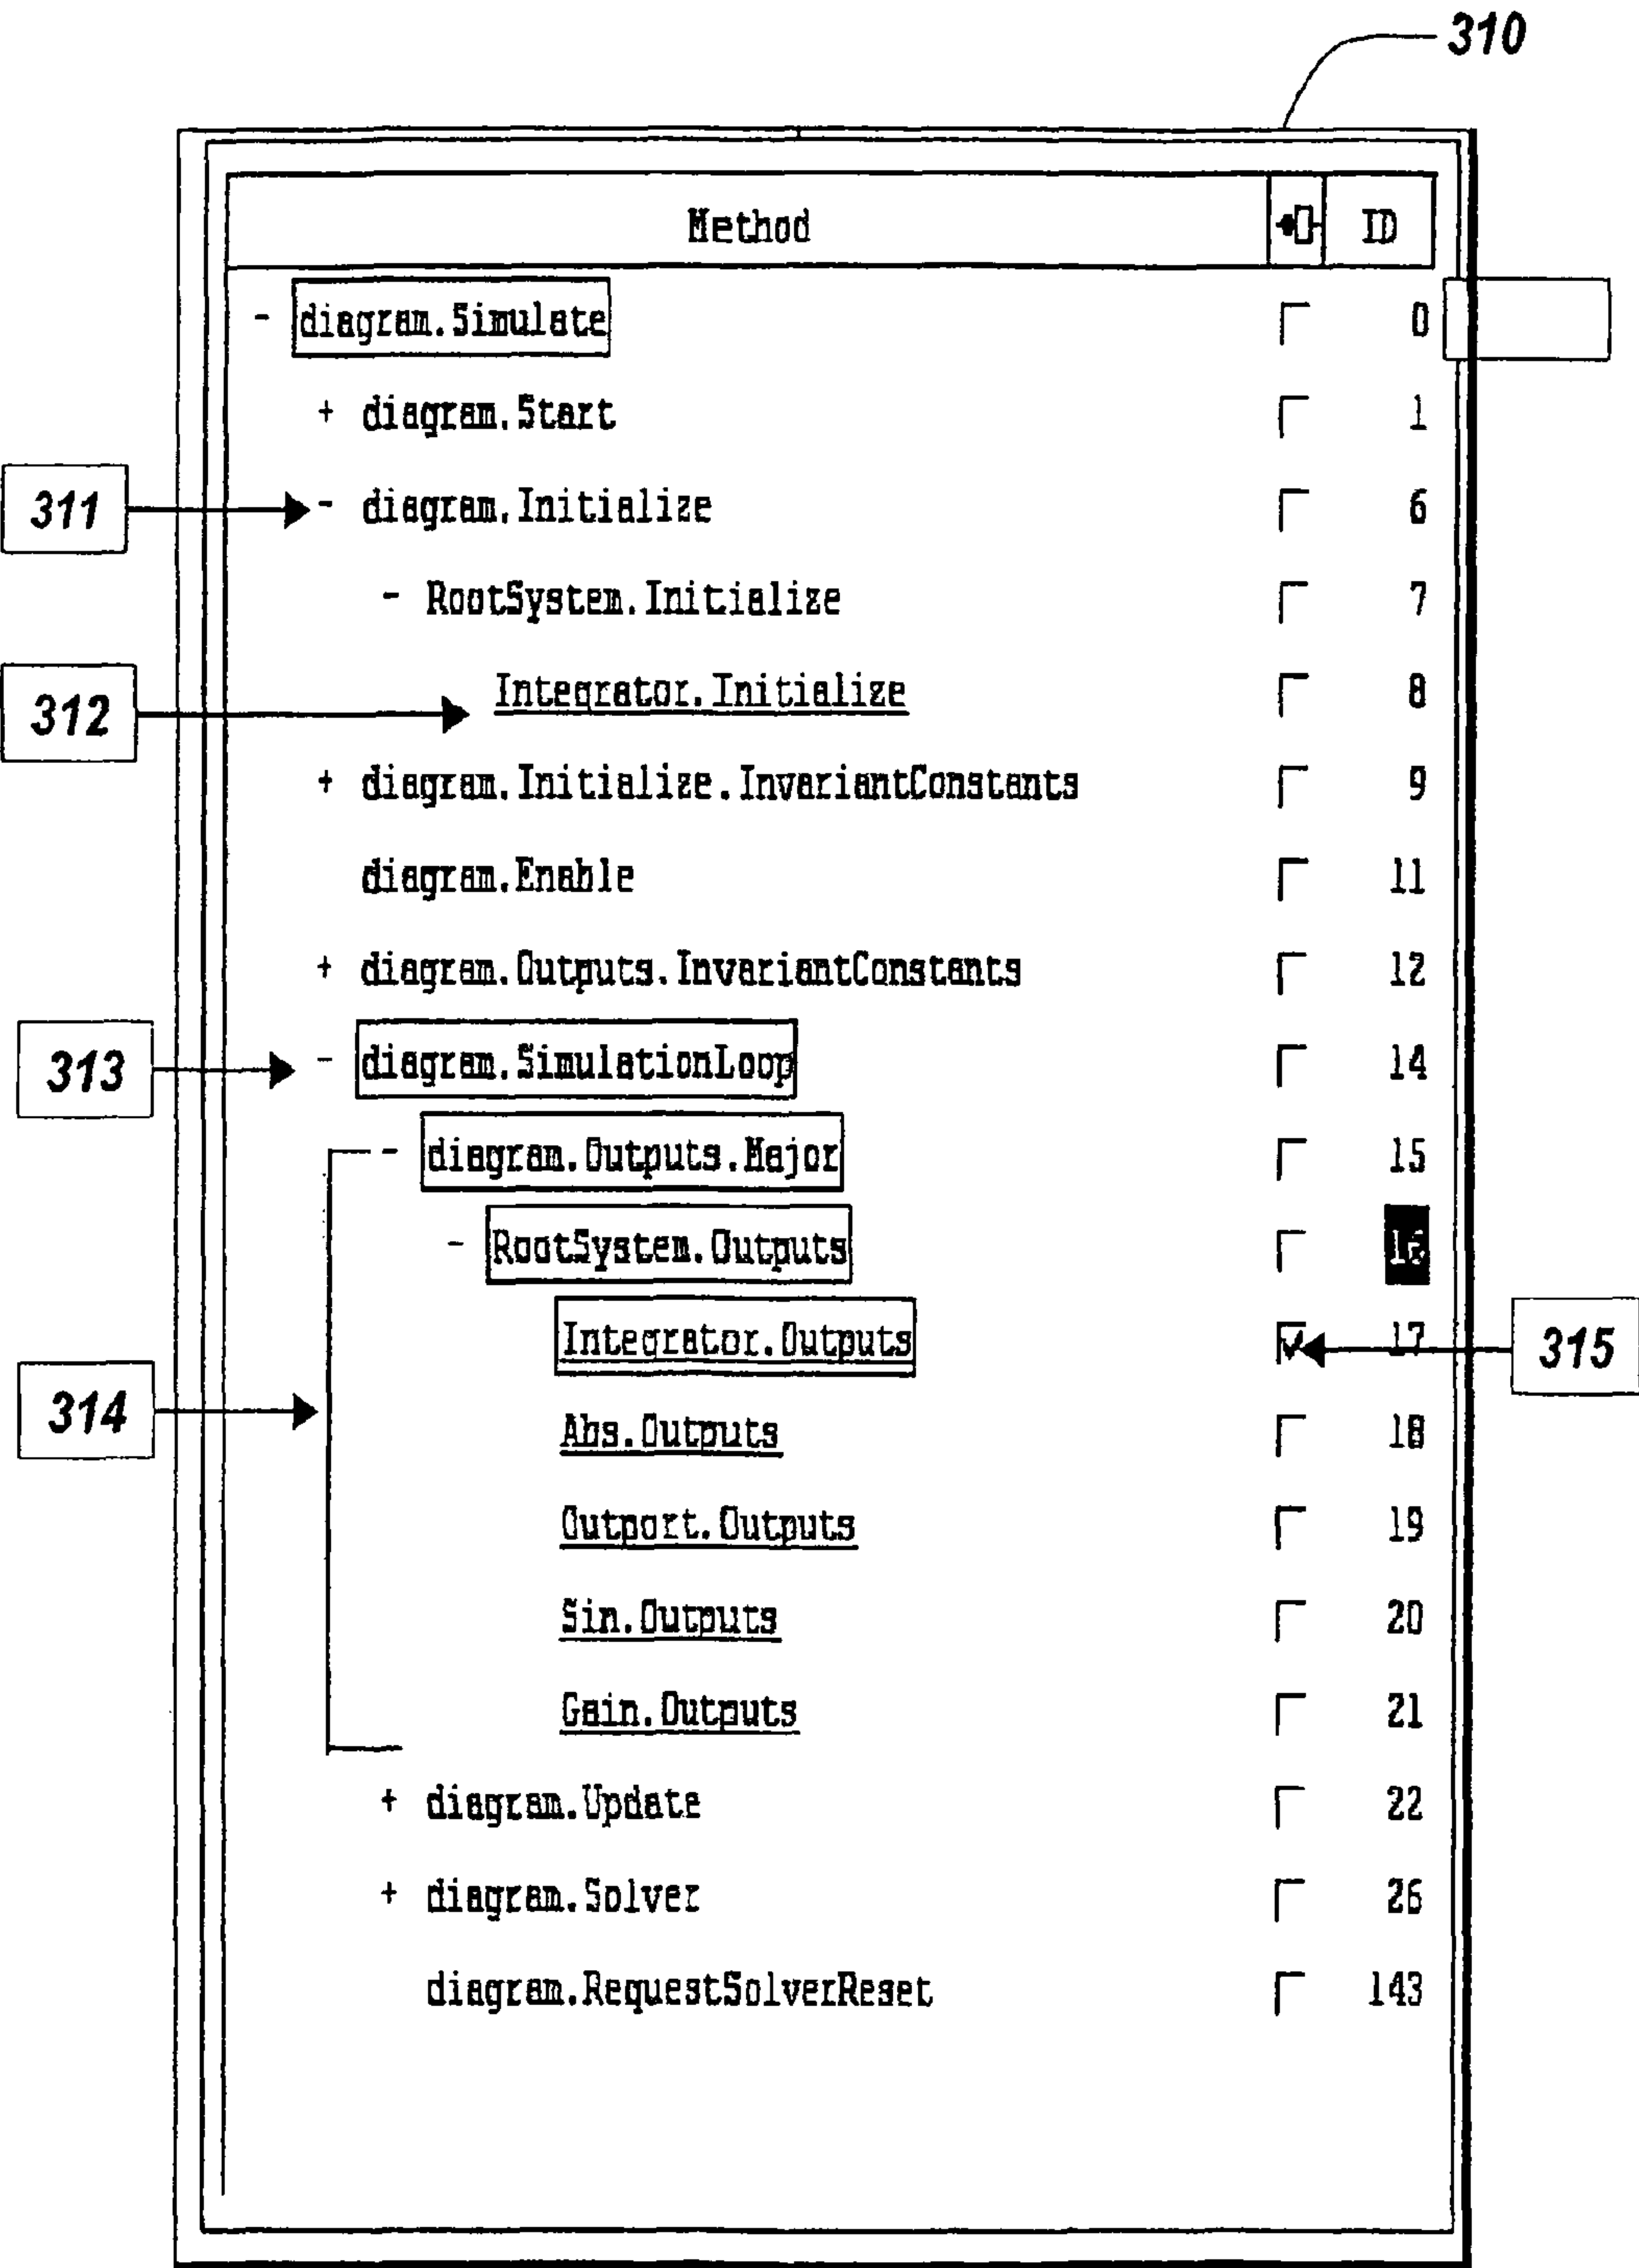 310
Method ID
- diagram.Simulate 0
+ diagram.Start 1
311 - diagram.Initialize 6
- RootSystem.Initialize 7
312 Integrator.Initialize 8
+ diagram.Initialize.InvariantConstants 9
diagram.Enable 11
+ diagram.Outputs.InvariantConstants 12
313 - diagram.SimulationLoop 14
- diagram.Outputs.Major 15
- RootSystem.Outputs 16
Integrator.Outputs 17 315
314 Abs.Outputs 18
Outport.Outputs 19
Sin.Outputs 20
Gain.Outputs 21
+ diagram.Update 22
+ diagram.Solver 26
diagram.RequestSolverReset 143